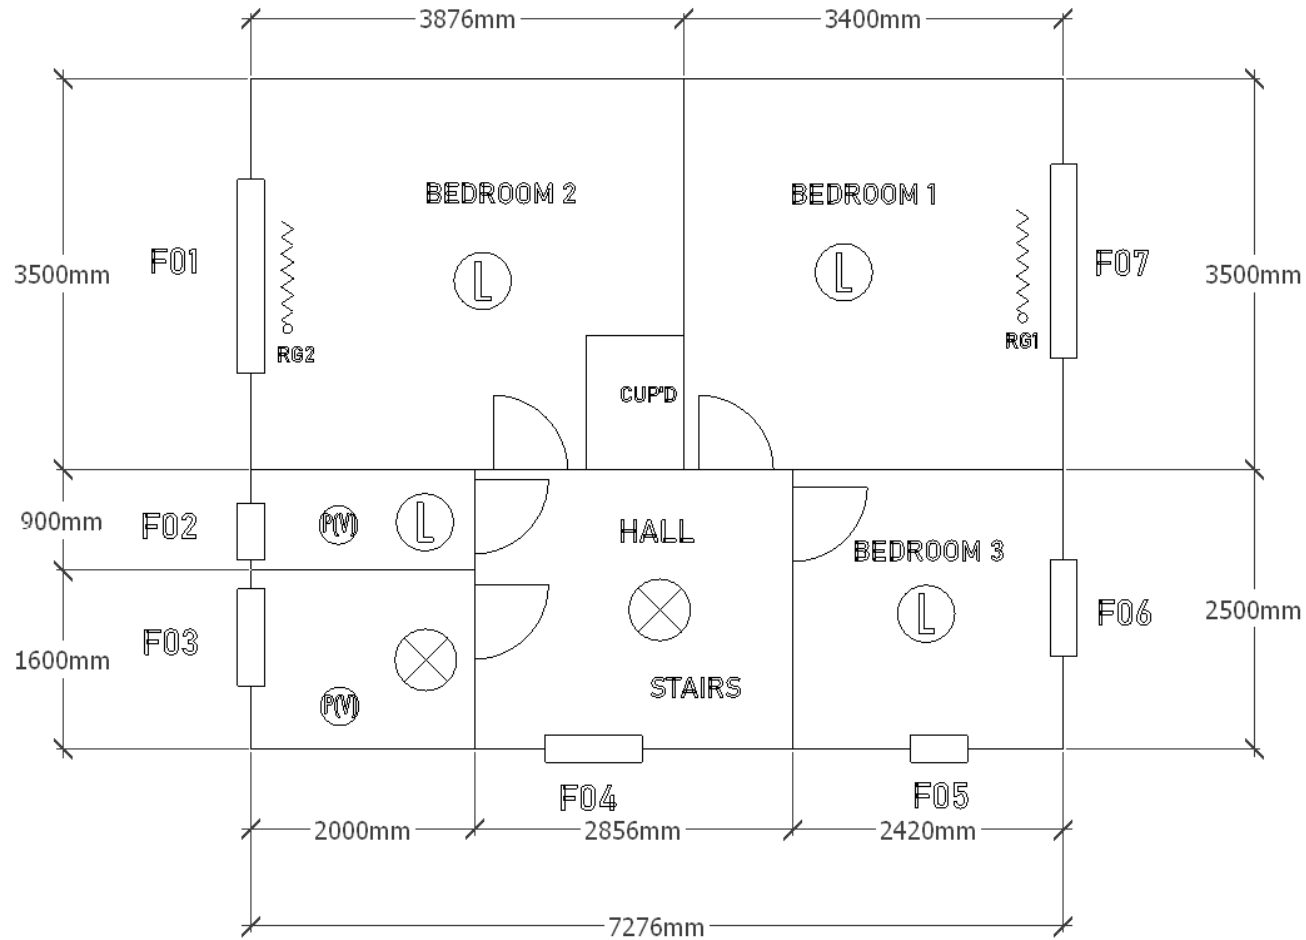 3876mm
3400mm
BEDROOM 2
BEDROOM 1
F01
F07
3500mm
L
L
3500mm
RG2
RG1
CUP'D
900mm
F02
P(V)
L
HALL
BEDROOM 3
1600mm
F03
L
F06
2500mm
STAIRS
P(V)
F04
F05
2000mm
2856mm
2420mm
7276mm